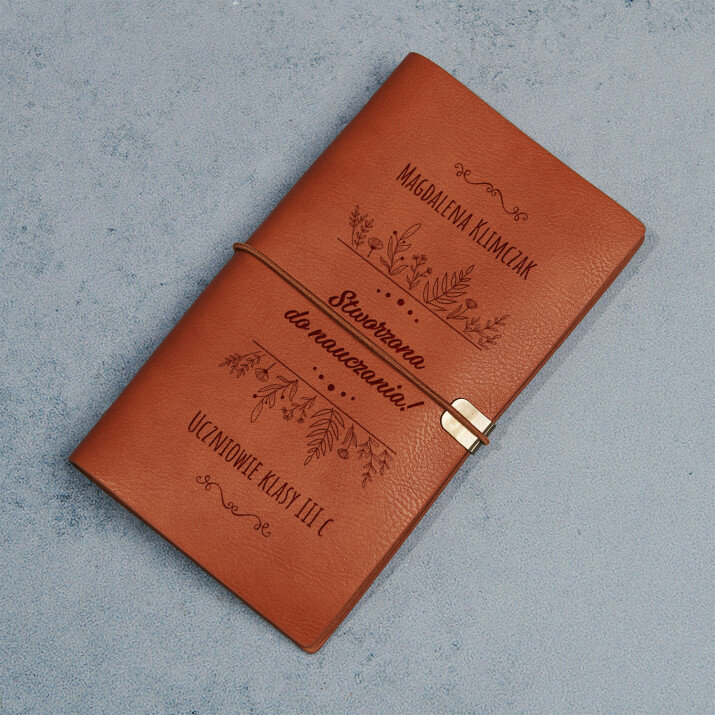 Magdalena Klimczak
Stworzona
do nauczania!
Uczniowie klasy III c